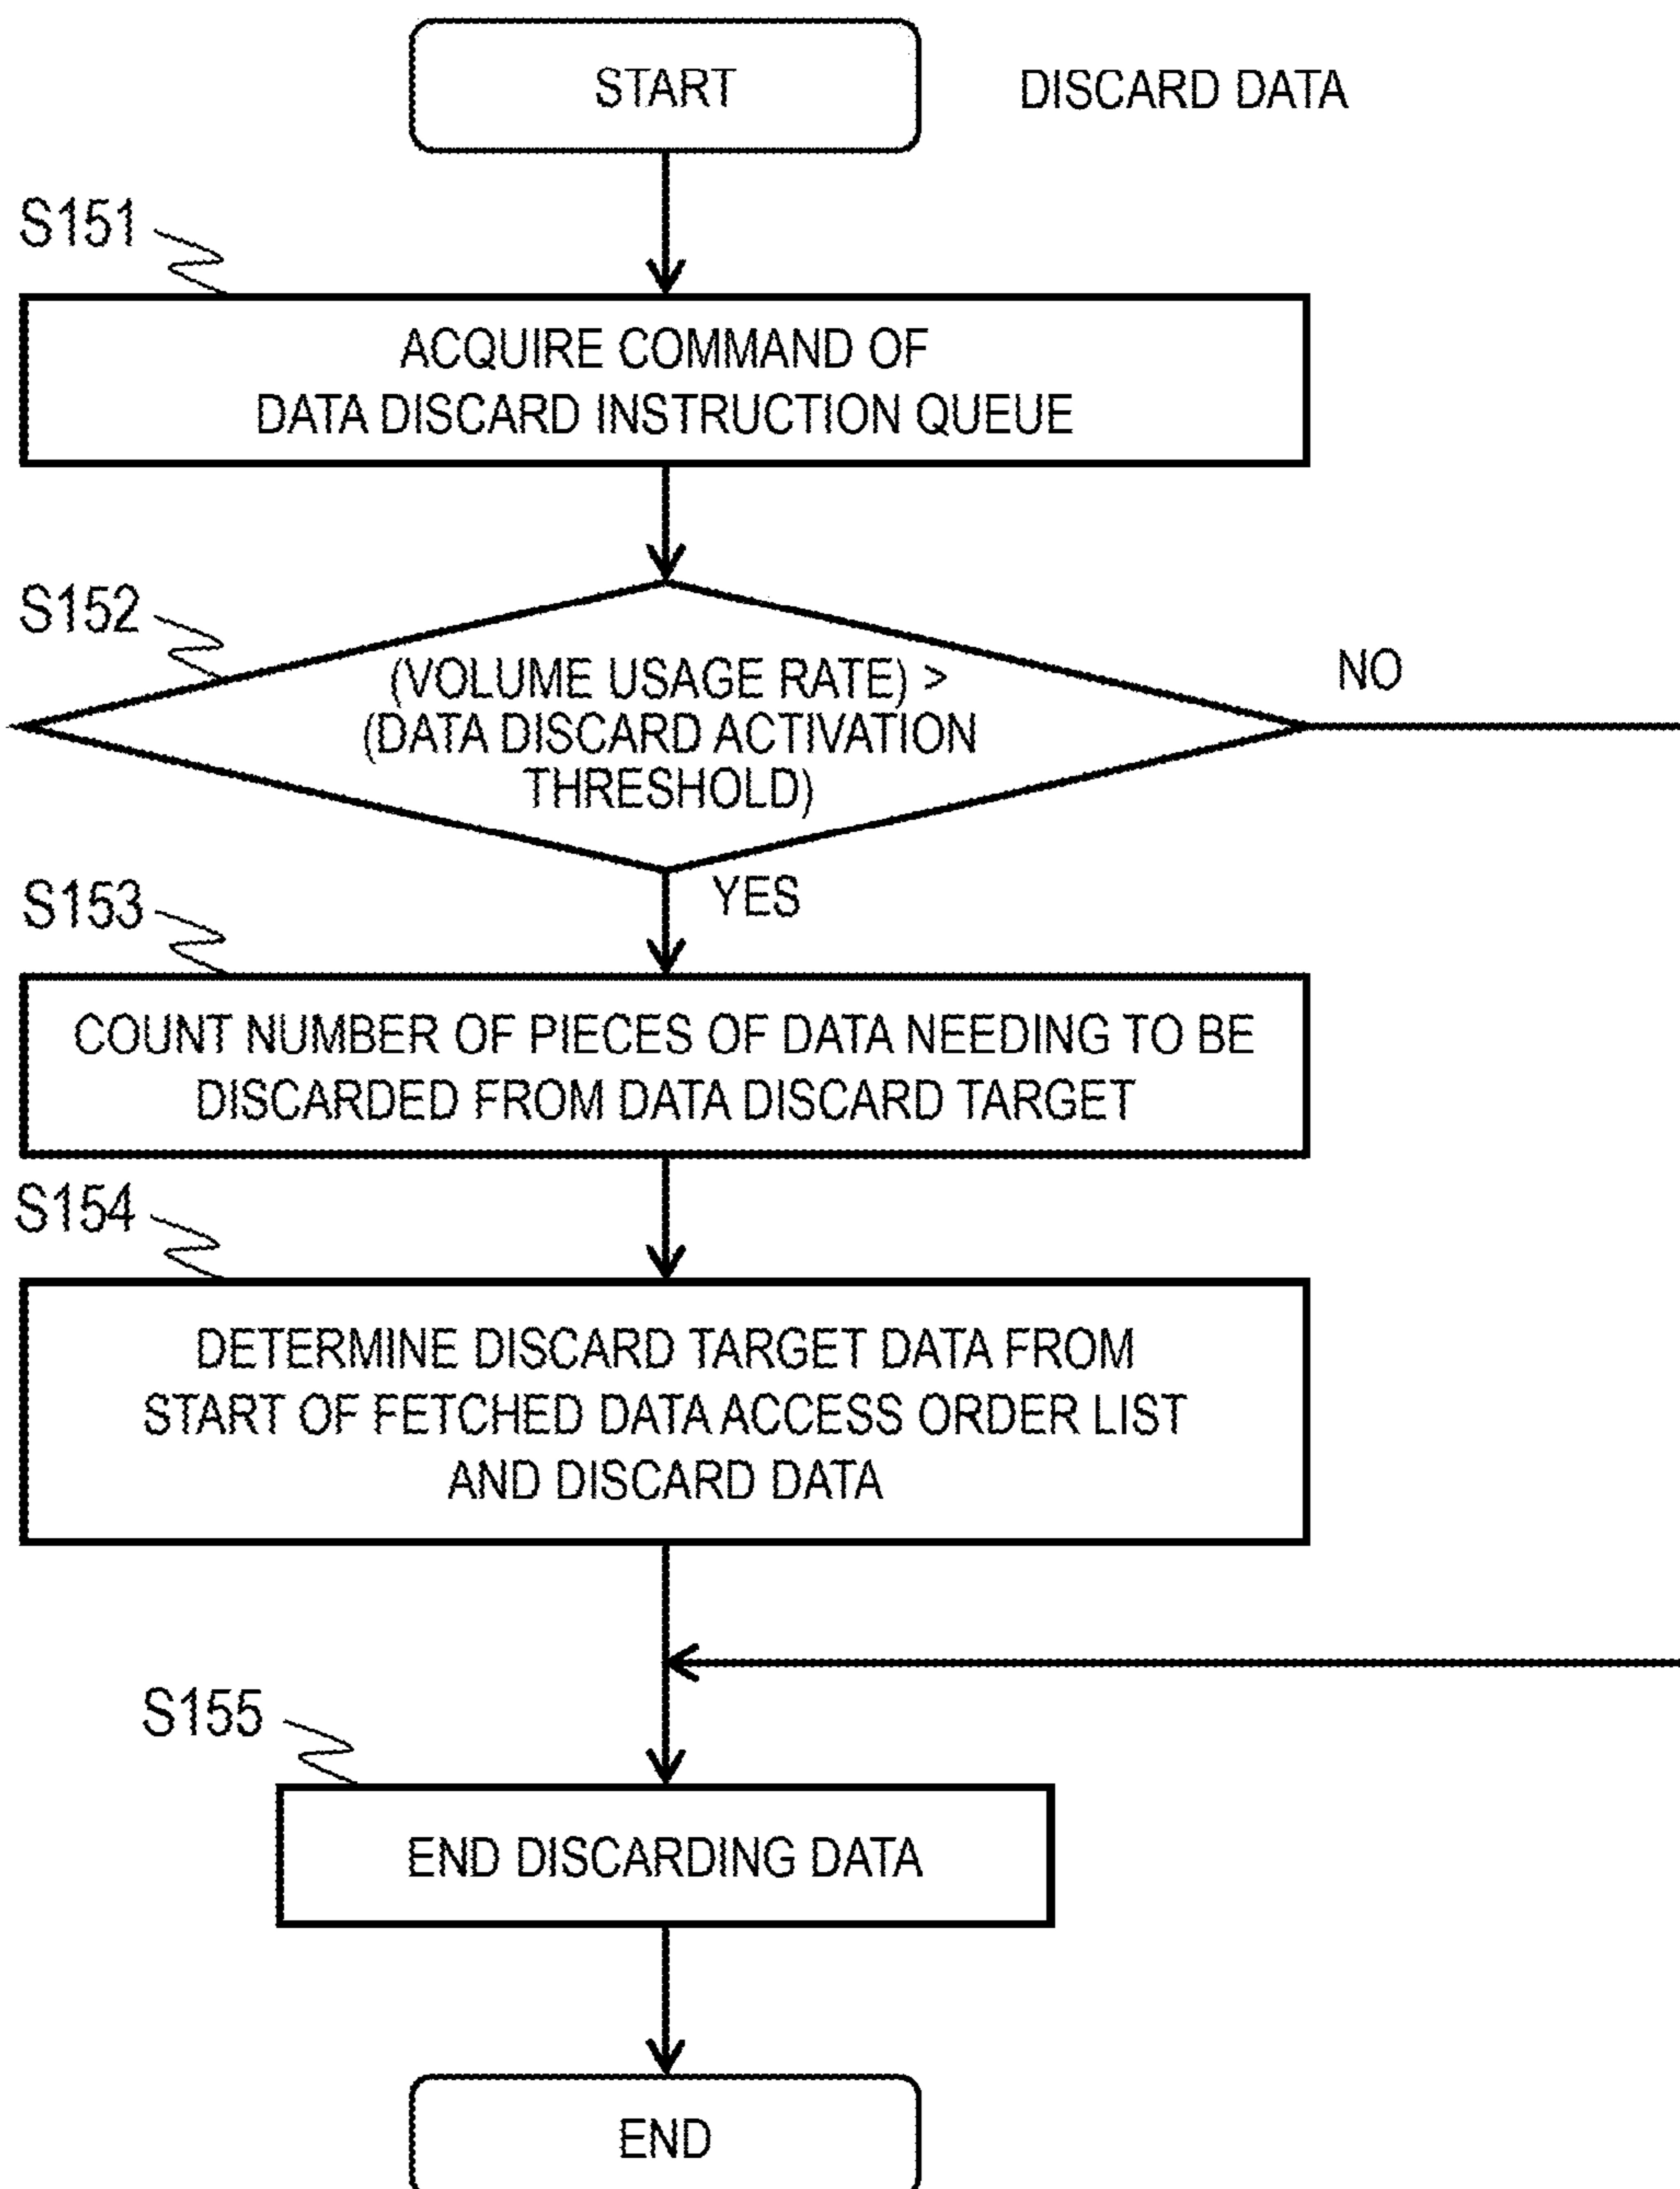 START
DISCARD DATA
S151
ACQUIRE COMMAND OF
DATA DISCARD INSTRUCTION QUEUE
S152
(VOLUME USAGE RATE) >
(DATA DISCARD ACTIVATION
THRESHOLD)
NO
YES
S153
COUNT NUMBER OF PIECES OF DATA NEEDING TO BE
DISCARDED FROM DATA DISCARD TARGET
S154
DETERMINE DISCARD TARGET DATA FROM
START OF FETCHED DATA ACCESS ORDER LIST
AND DISCARD DATA
S155
END DISCARDING DATA
END